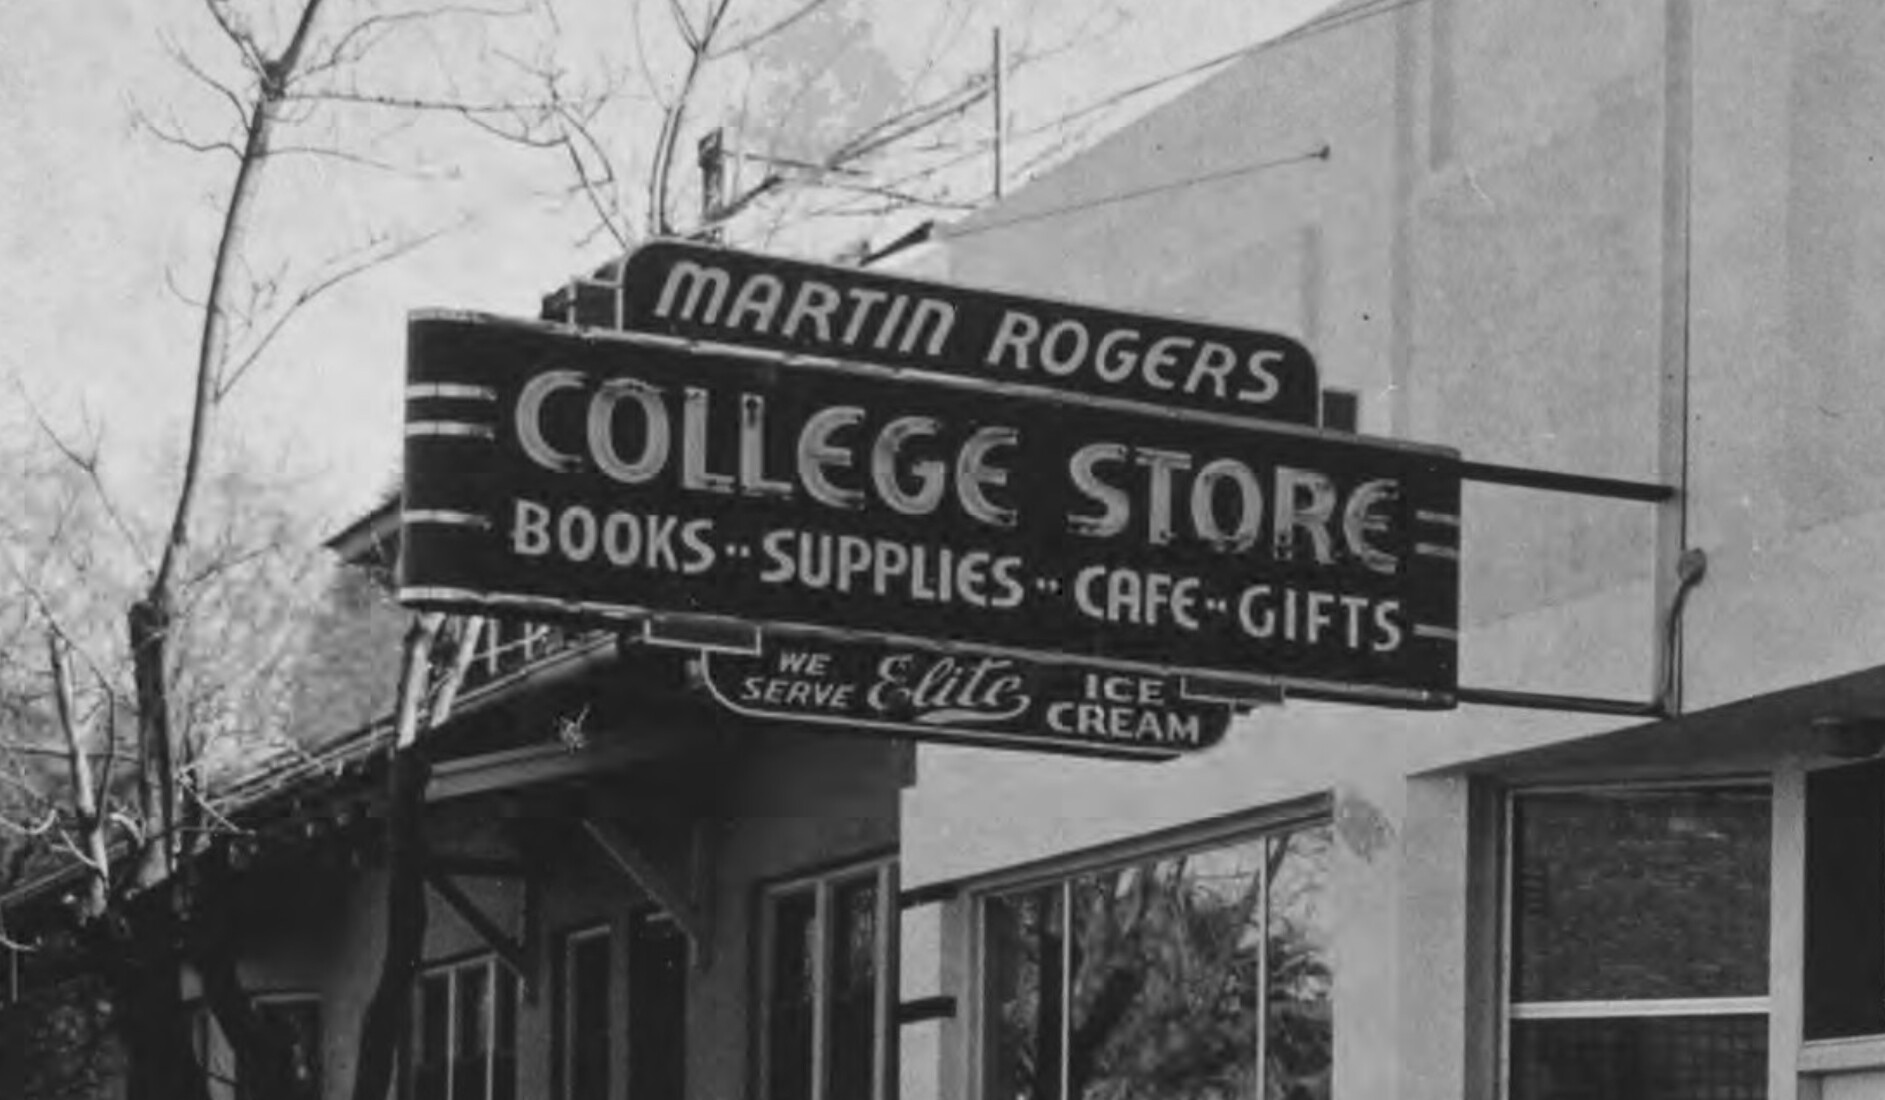 MARTIN ROGERS
COLLEGE STORE
BOOKS··SUPPLIES··CAFE··GIFTS
WE SERVE Elite ICE CREAM